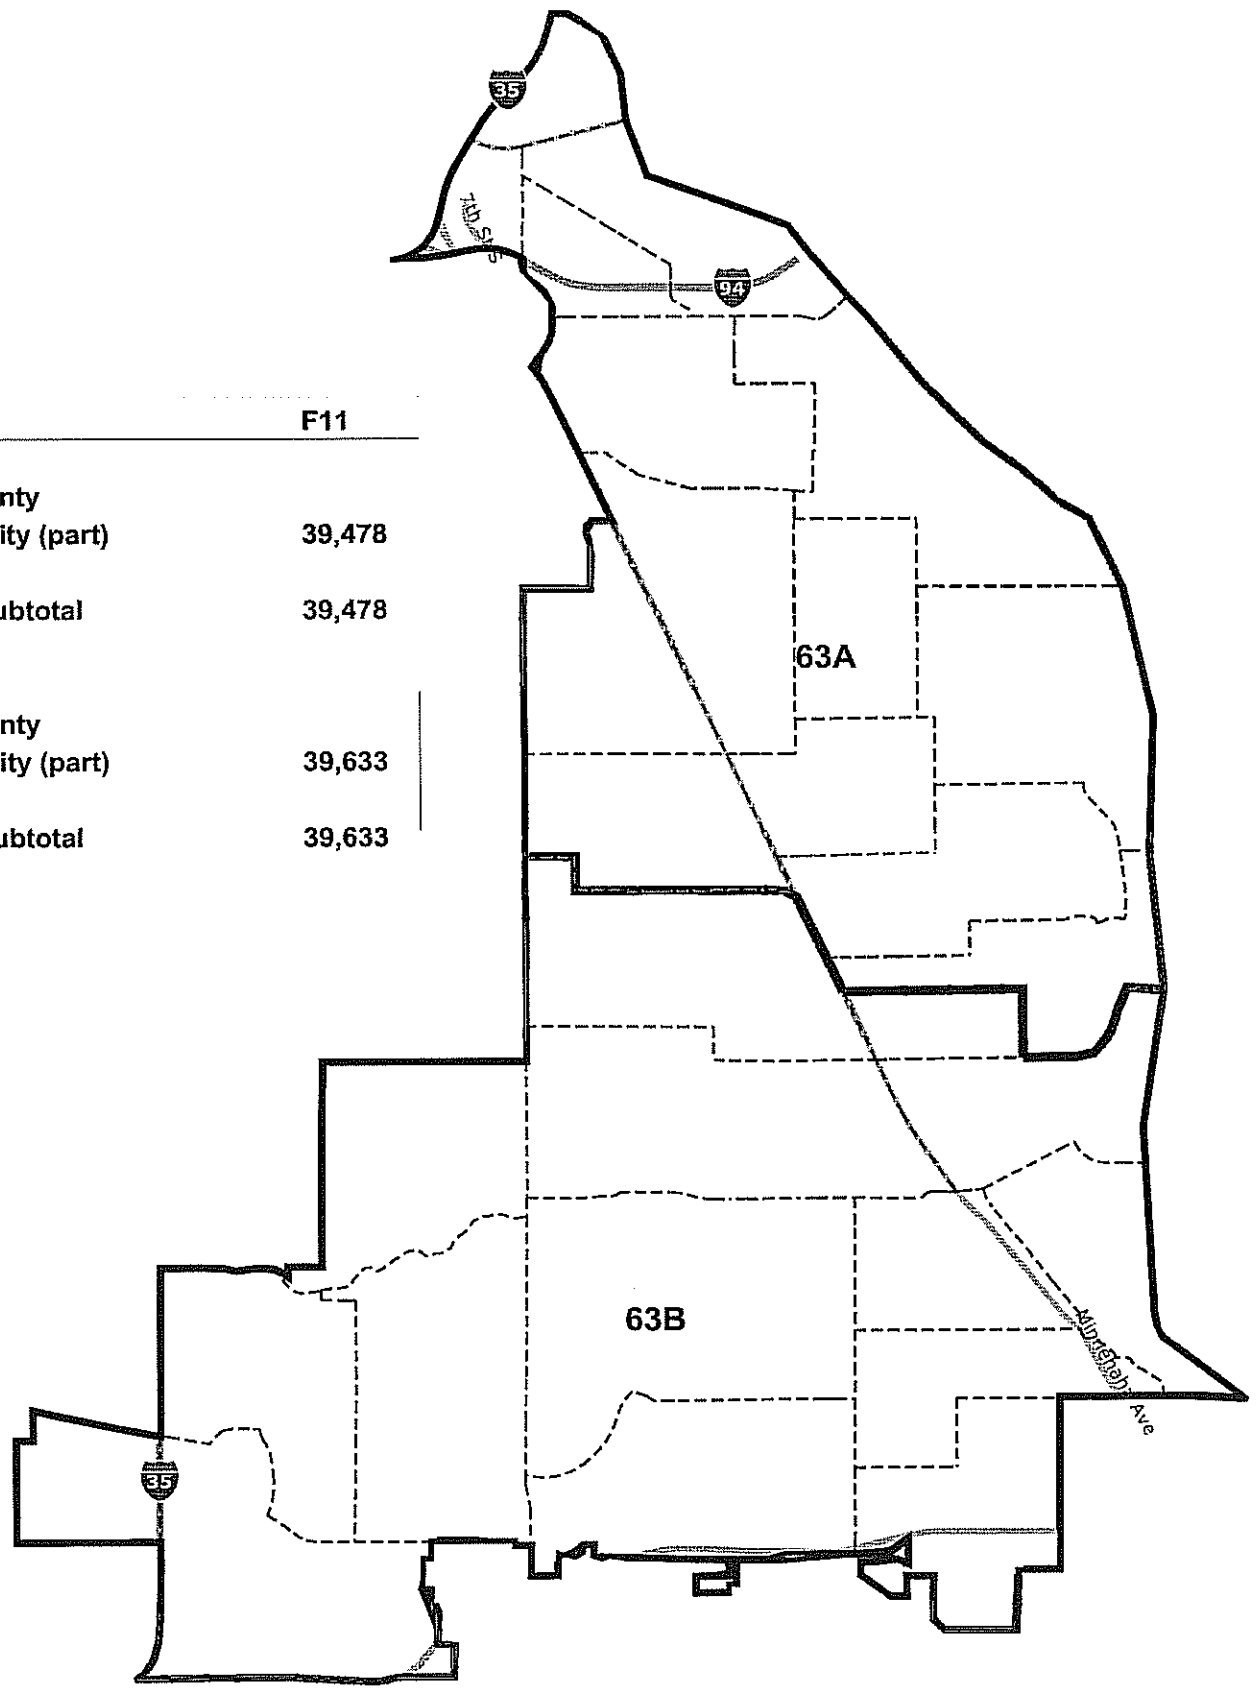 35
7th St S
94
F11
nty
ity (part) 39,478
ubtotal 39,478
63A
nty
ity (part) 39,633
ubtotal 39,633
63B
Minnehaha Ave
35